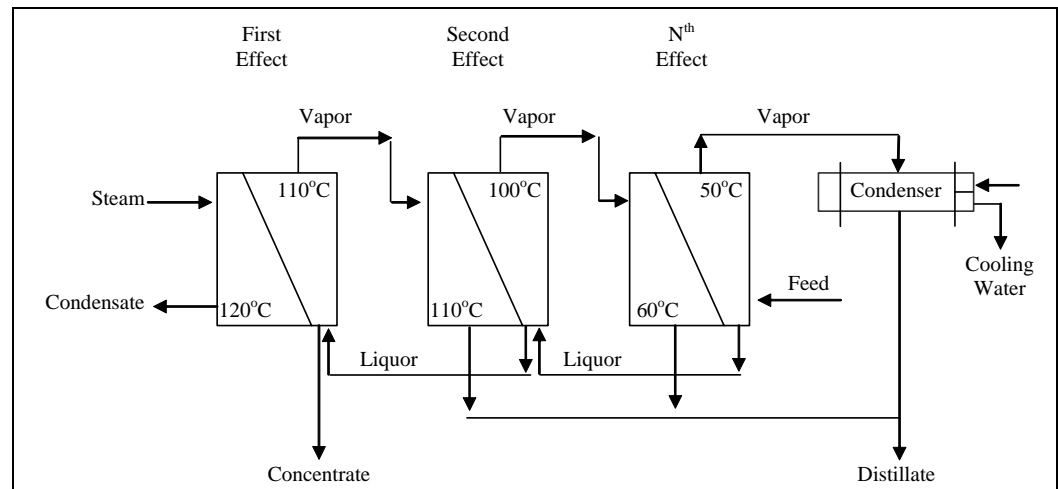 First
Effect
Second
Effect
Nth
Effect
Vapor
Vapor
Vapor
110°C
100°C
50°C
Condenser
Steam
Cooling
Water
Feed
Condensate
120°C
110°C
60°C
Liquor
Liquor
Concentrate
Distillate